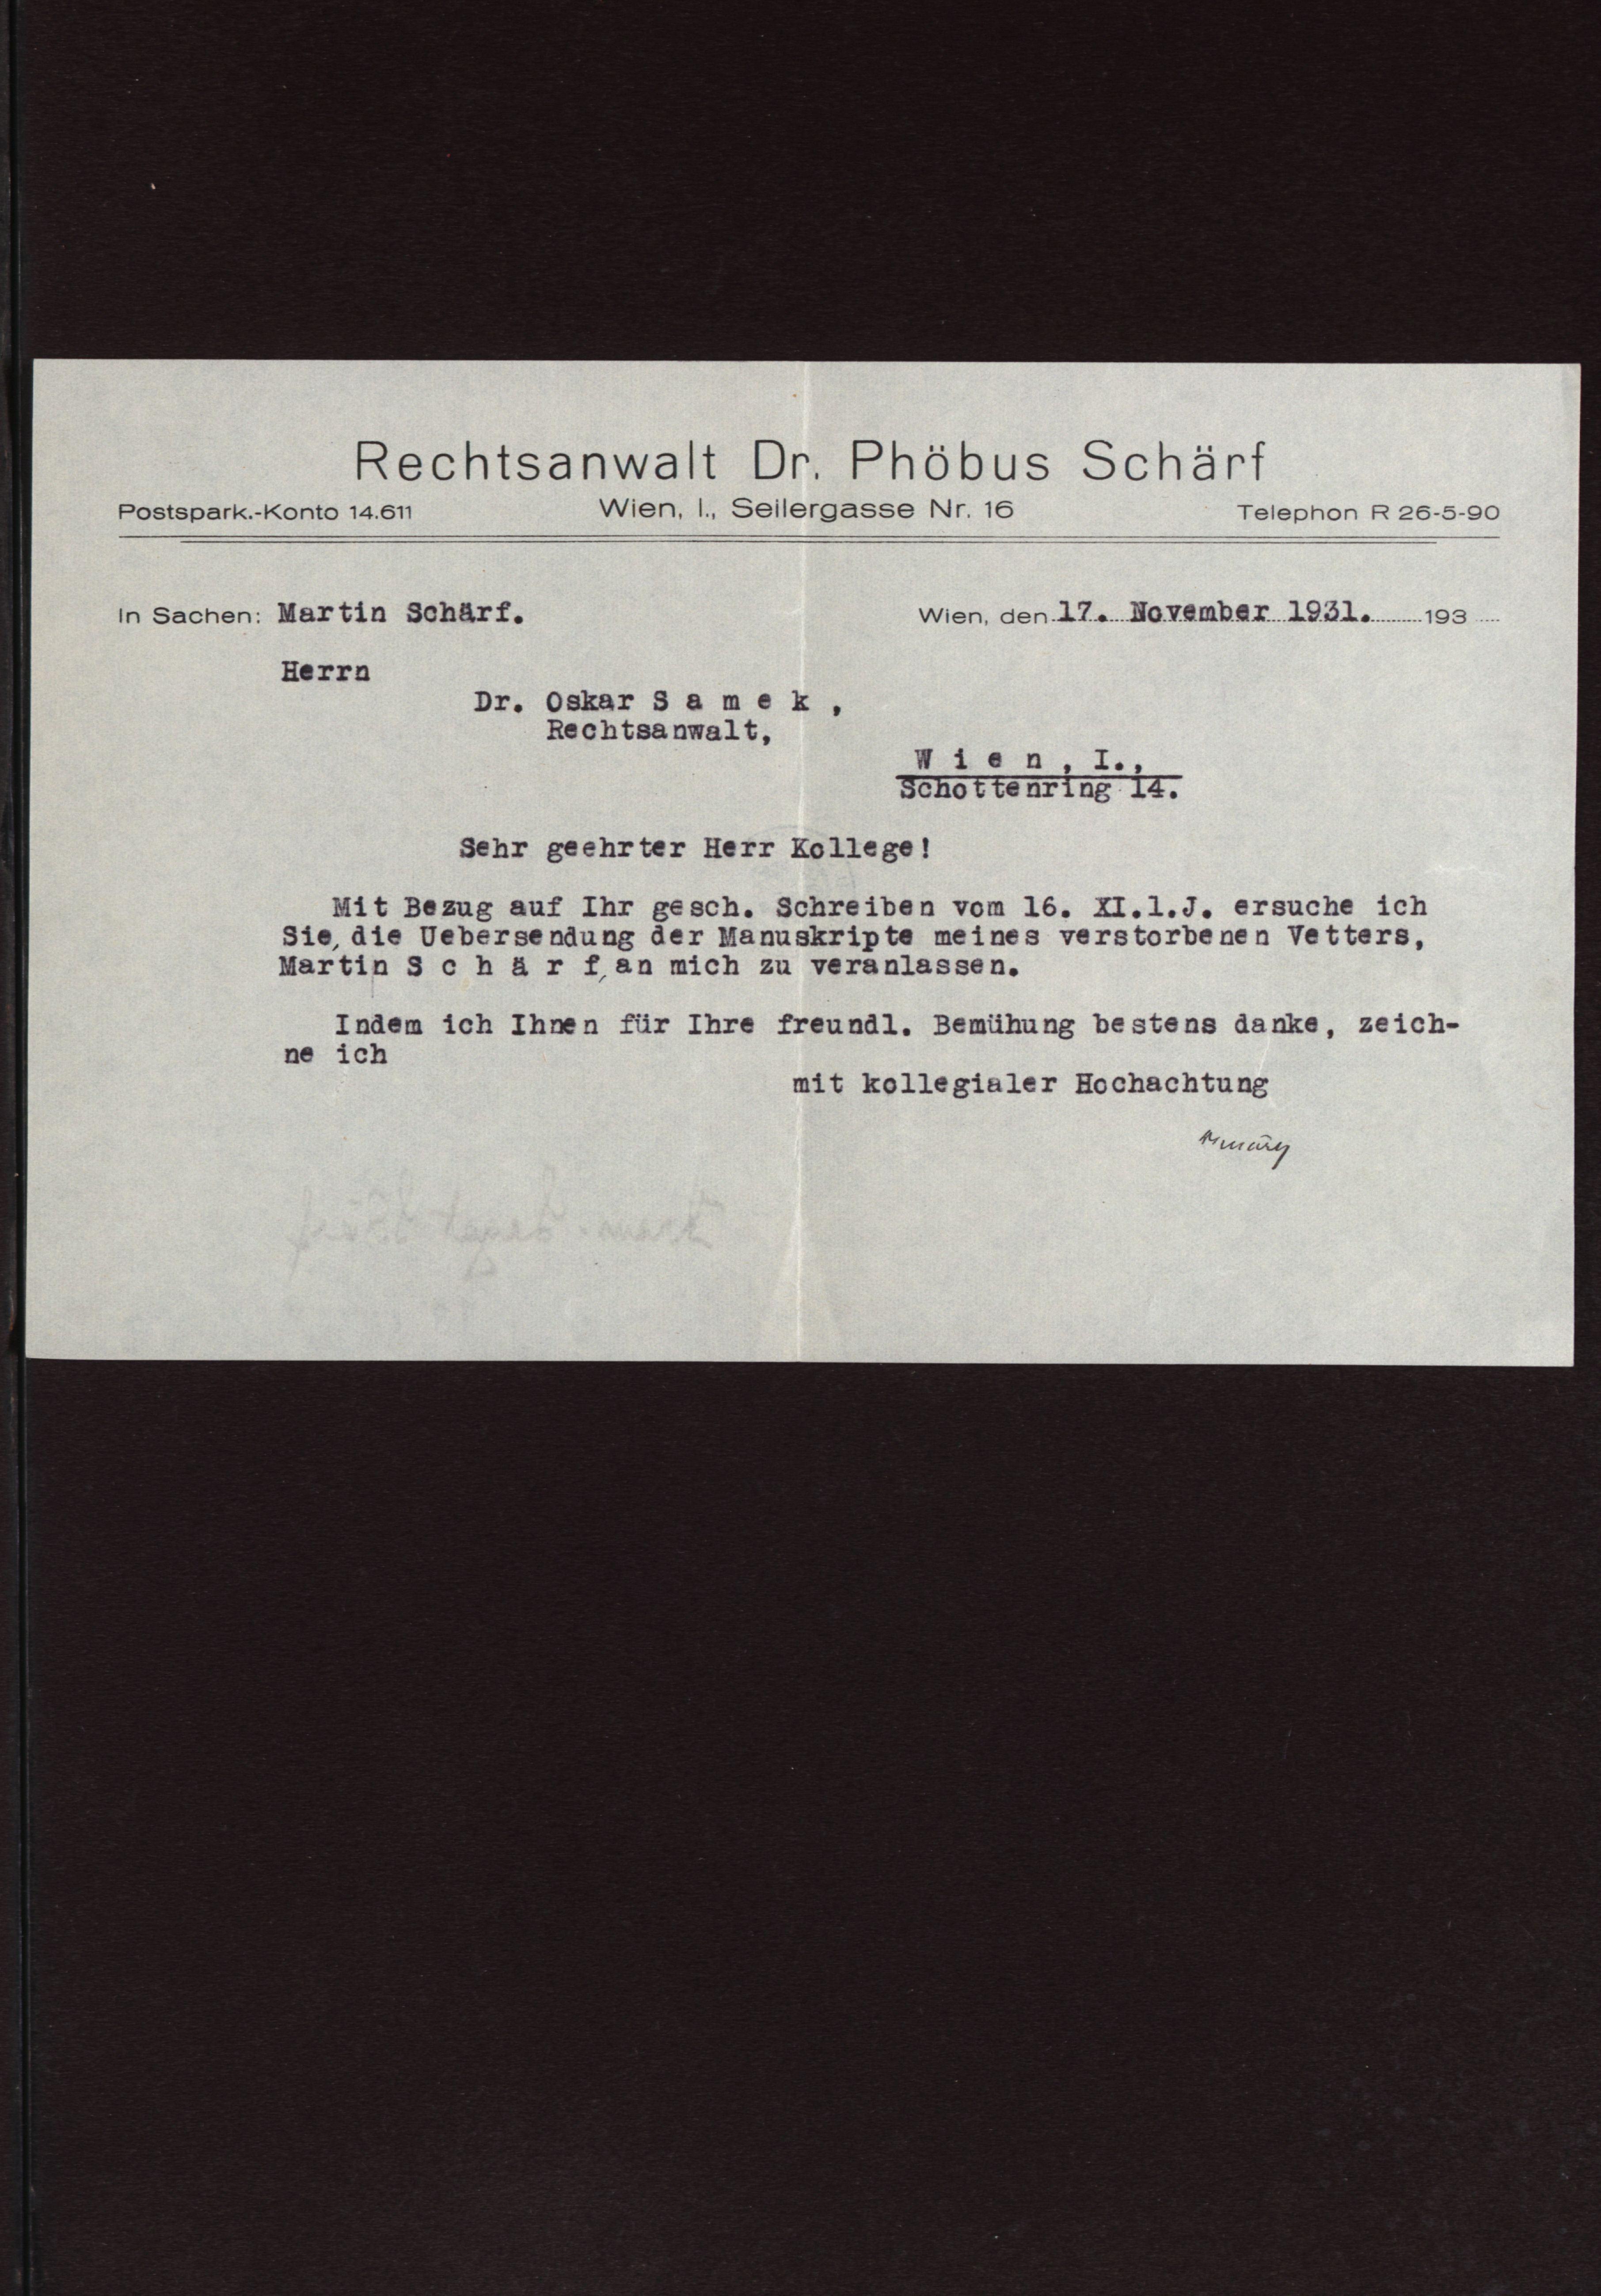 Rechtsanwalt Dr. Phöbus Schärf
Postspark.-Konto 14.611 Wien, I., Seilergasse Nr. 16 Telephon R 26-5-90
In Sachen: Martin Schärf. Wien, den 17. November 1931. 193
Herrn
Dr. Oskar S a m e k ,
Rechtsanwalt,
W i e n , I.,
Schottenring 14.
Sehr geehrter Herr Kollege!
Mit Bezug auf Ihr gesch. Schreiben vom 16. XI.l.J. ersuche ich
Sie, die Uebersendung der Manuskripte meines verstorbenen Vetters,
Martin S c h ä r f, an mich zu veranlassen.
Indem ich Ihnen für Ihre freundl. Bemühung bestens danke, zeich-
ne ich
mit kollegialer Hochachtung